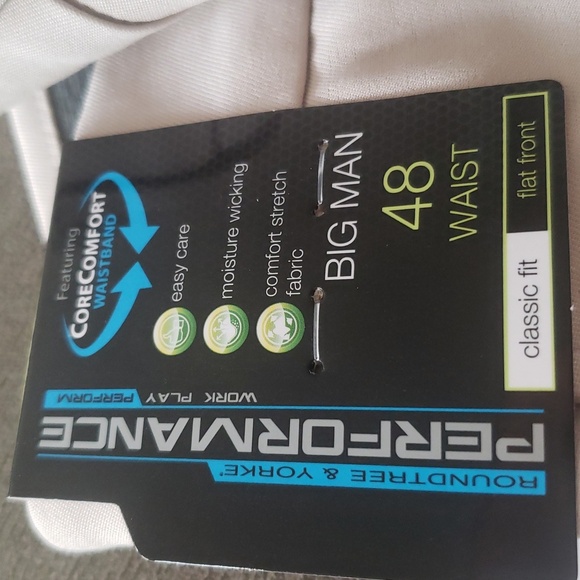 ROUNDTREE & YORKE
PERFORMANCE
WORK PLAY PERFORM
Featuring
CORECOMFORT
WAISTBAND
easy care
moisture wicking
comfort stretch
fabric
BIG MAN
48
WAIST
classic fit
flat front